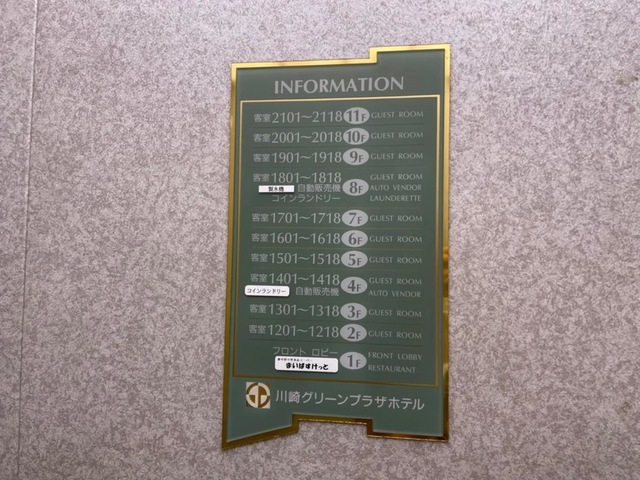 INFORMATION
客室2101～2118 11F GUEST ROOM
客室2001～2018 10F GUEST ROOM
客室1901～1918 9F GUEST ROOM
客室1801～1818 8F GUEST ROOM
製氷機 自動販売機 AUTO VENDOR
コインランドリー LAUNDERETTE
客室1701～1718 7F GUEST ROOM
客室1601～1618 6F GUEST ROOM
客室1501～1518 5F GUEST ROOM
客室1401～1418 4F GUEST ROOM
コインランドリー 自動販売機 AUTO VENDOR
客室1301～1318 3F GUEST ROOM
客室1201～1218 2F GUEST ROOM
フロント ロビー 1F FRONT LOBBY
まいばすけっと RESTAURANT
川崎グリーンプラザホテル